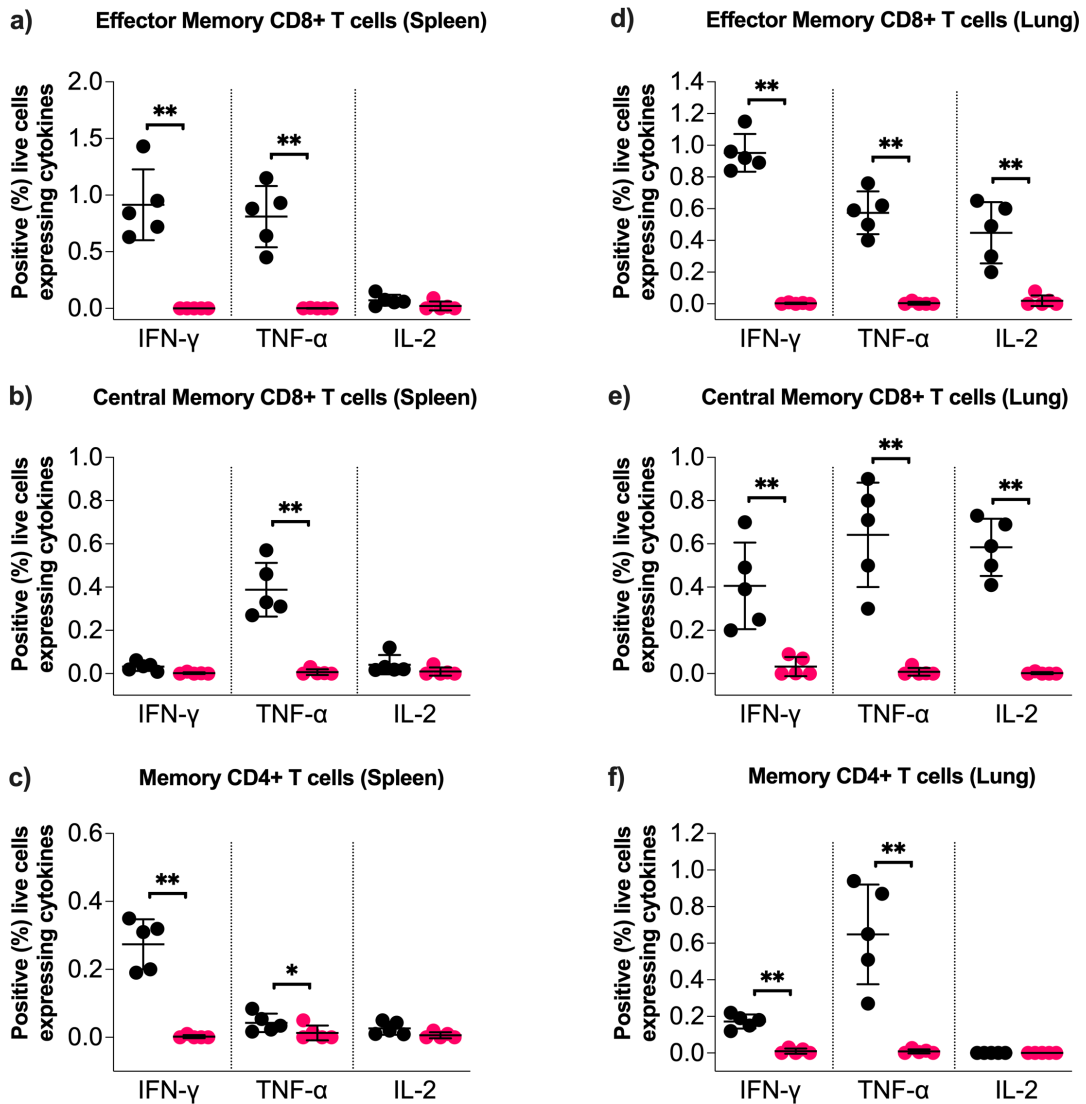 a) Effector Memory CD8+ T cells (Spleen)
Positive (%) live cells
expressing cytokines
2.0
1.5
1.0
0.5
0.0
**
**
IFN-γ TNF-α IL-2
b) Central Memory CD8+ T cells (Spleen)
Positive (%) live cells
expressing cytokines
1.0
0.8
0.6
0.4
0.2
0.0
**
IFN-γ TNF-α IL-2
c) Memory CD4+ T cells (Spleen)
Positive (%) live cells
expressing cytokines
0.6
0.4
0.2
0.0
**
*
IFN-γ TNF-α IL-2
d) Effector Memory CD8+ T cells (Lung)
Positive (%) live cells
expressing cytokines
1.4
1.2
1.0
0.8
0.6
0.4
0.2
0.0
**
**
**
IFN-γ TNF-α IL-2
e) Central Memory CD8+ T cells (Lung)
Positive (%) live cells
expressing cytokines
1.0
0.8
0.6
0.4
0.2
0.0
**
**
**
IFN-γ TNF-α IL-2
f) Memory CD4+ T cells (Lung)
Positive (%) live cells
expressing cytokines
1.2
1.0
0.8
0.6
0.4
0.2
0.0
**
**
IFN-γ TNF-α IL-2